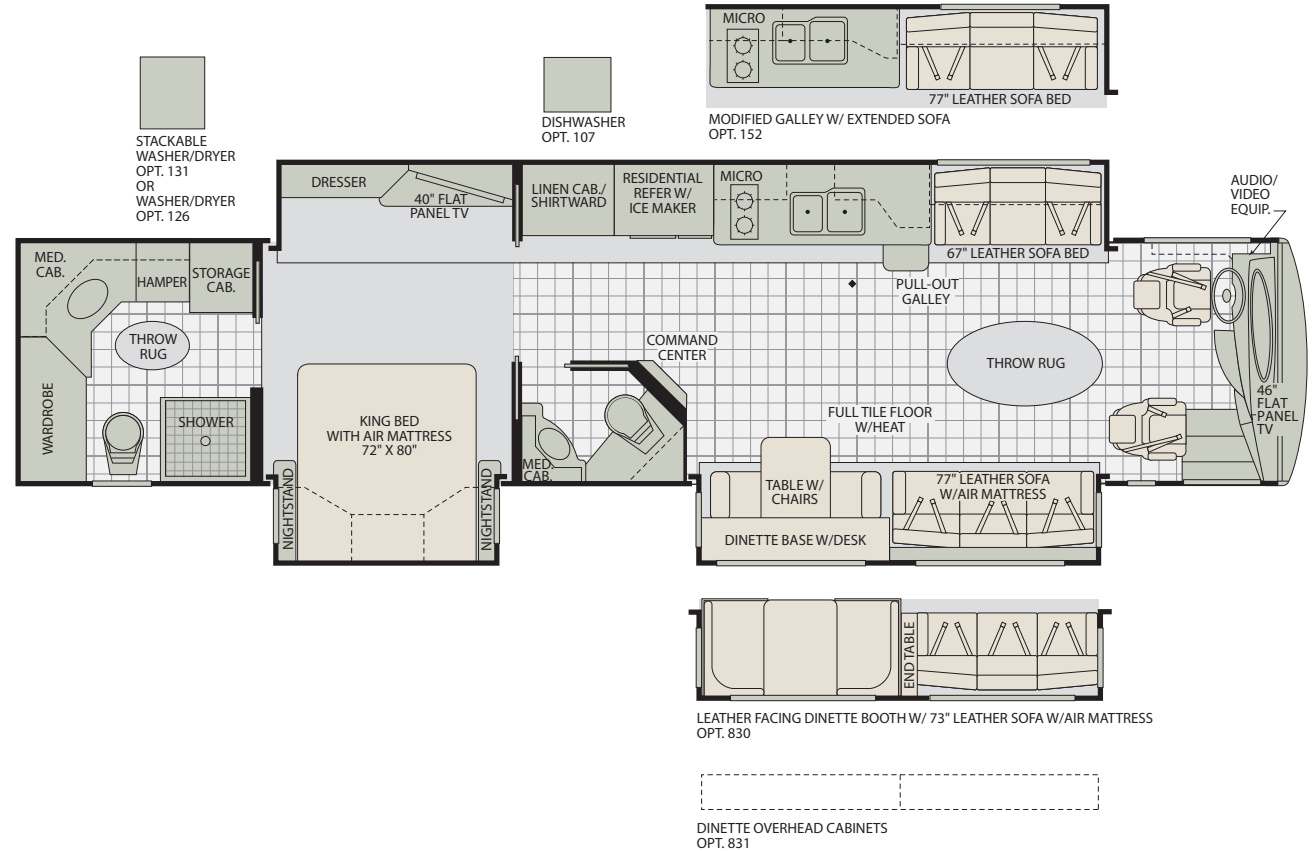 MICRO
77" LEATHER SOFA BED
MODIFIED GALLEY W/ EXTENDED SOFA
OPT. 152
STACKABLE
WASHER/DRYER
OPT. 131
OR
WASHER/DRYER
OPT. 126
DISHWASHER
OPT. 107
DRESSER
40" FLAT
PANEL TV
LINEN CAB./
SHIRTWARD
RESIDENTIAL
REFER W/
ICE MAKER
MICRO
67" LEATHER SOFA BED
AUDIO/
VIDEO
EQUIP.
MED.
CAB.
HAMPER
STORAGE
CAB.
PULL-OUT
GALLEY
THROW
RUG
COMMAND
CENTER
THROW RUG
WARDROBE
SHOWER
KING BED
WITH AIR MATTRESS
72" X 80"
FULL TILE FLOOR
W/HEAT
46"
FLAT
PANEL
TV
NIGHTSTAND
NIGHTSTAND
MED.
CAB.
TABLE W/
CHAIRS
77" LEATHER SOFA
W/AIR MATTRESS
DINETTE BASE W/DESK
END TABLE
LEATHER FACING DINETTE BOOTH W/ 73" LEATHER SOFA W/AIR MATTRESS
OPT. 830
DINETTE OVERHEAD CABINETS
OPT. 831